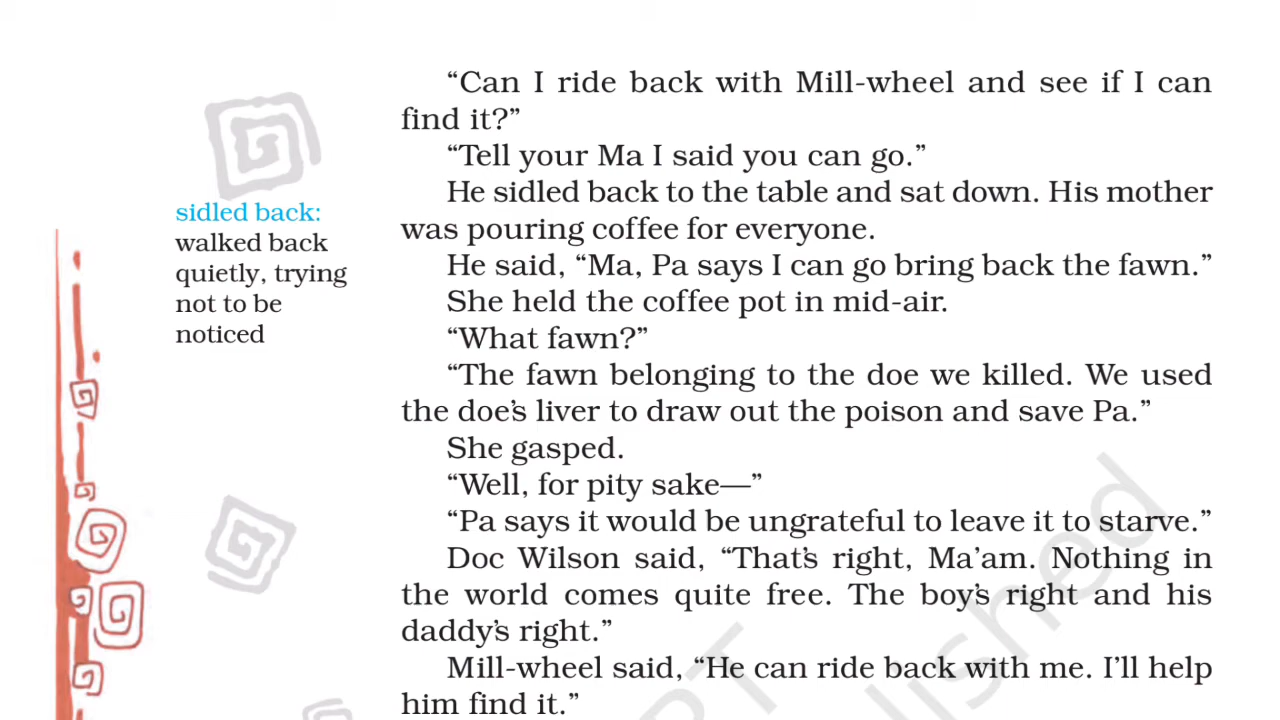 “Can I ride back with Mill-wheel and see if I can
find it?”
“Tell your Ma I said you can go.”
He sidled back to the table and sat down. His mother
was pouring coffee for everyone.
He said, “Ma, Pa says I can go bring back the fawn.”
She held the coffee pot in mid-air.
“What fawn?”
“The fawn belonging to the doe we killed. We used
the doe’s liver to draw out the poison and save Pa.”
She gasped.
“Well, for pity sake—”
“Pa says it would be ungrateful to leave it to starve.”
Doc Wilson said, “That’s right, Ma’am. Nothing in
the world comes quite free. The boy’s right and his
daddy’s right.”
Mill-wheel said, “He can ride back with me. I’ll help
him find it.”
sidled back:
walked back
quietly, trying
not to be
noticed